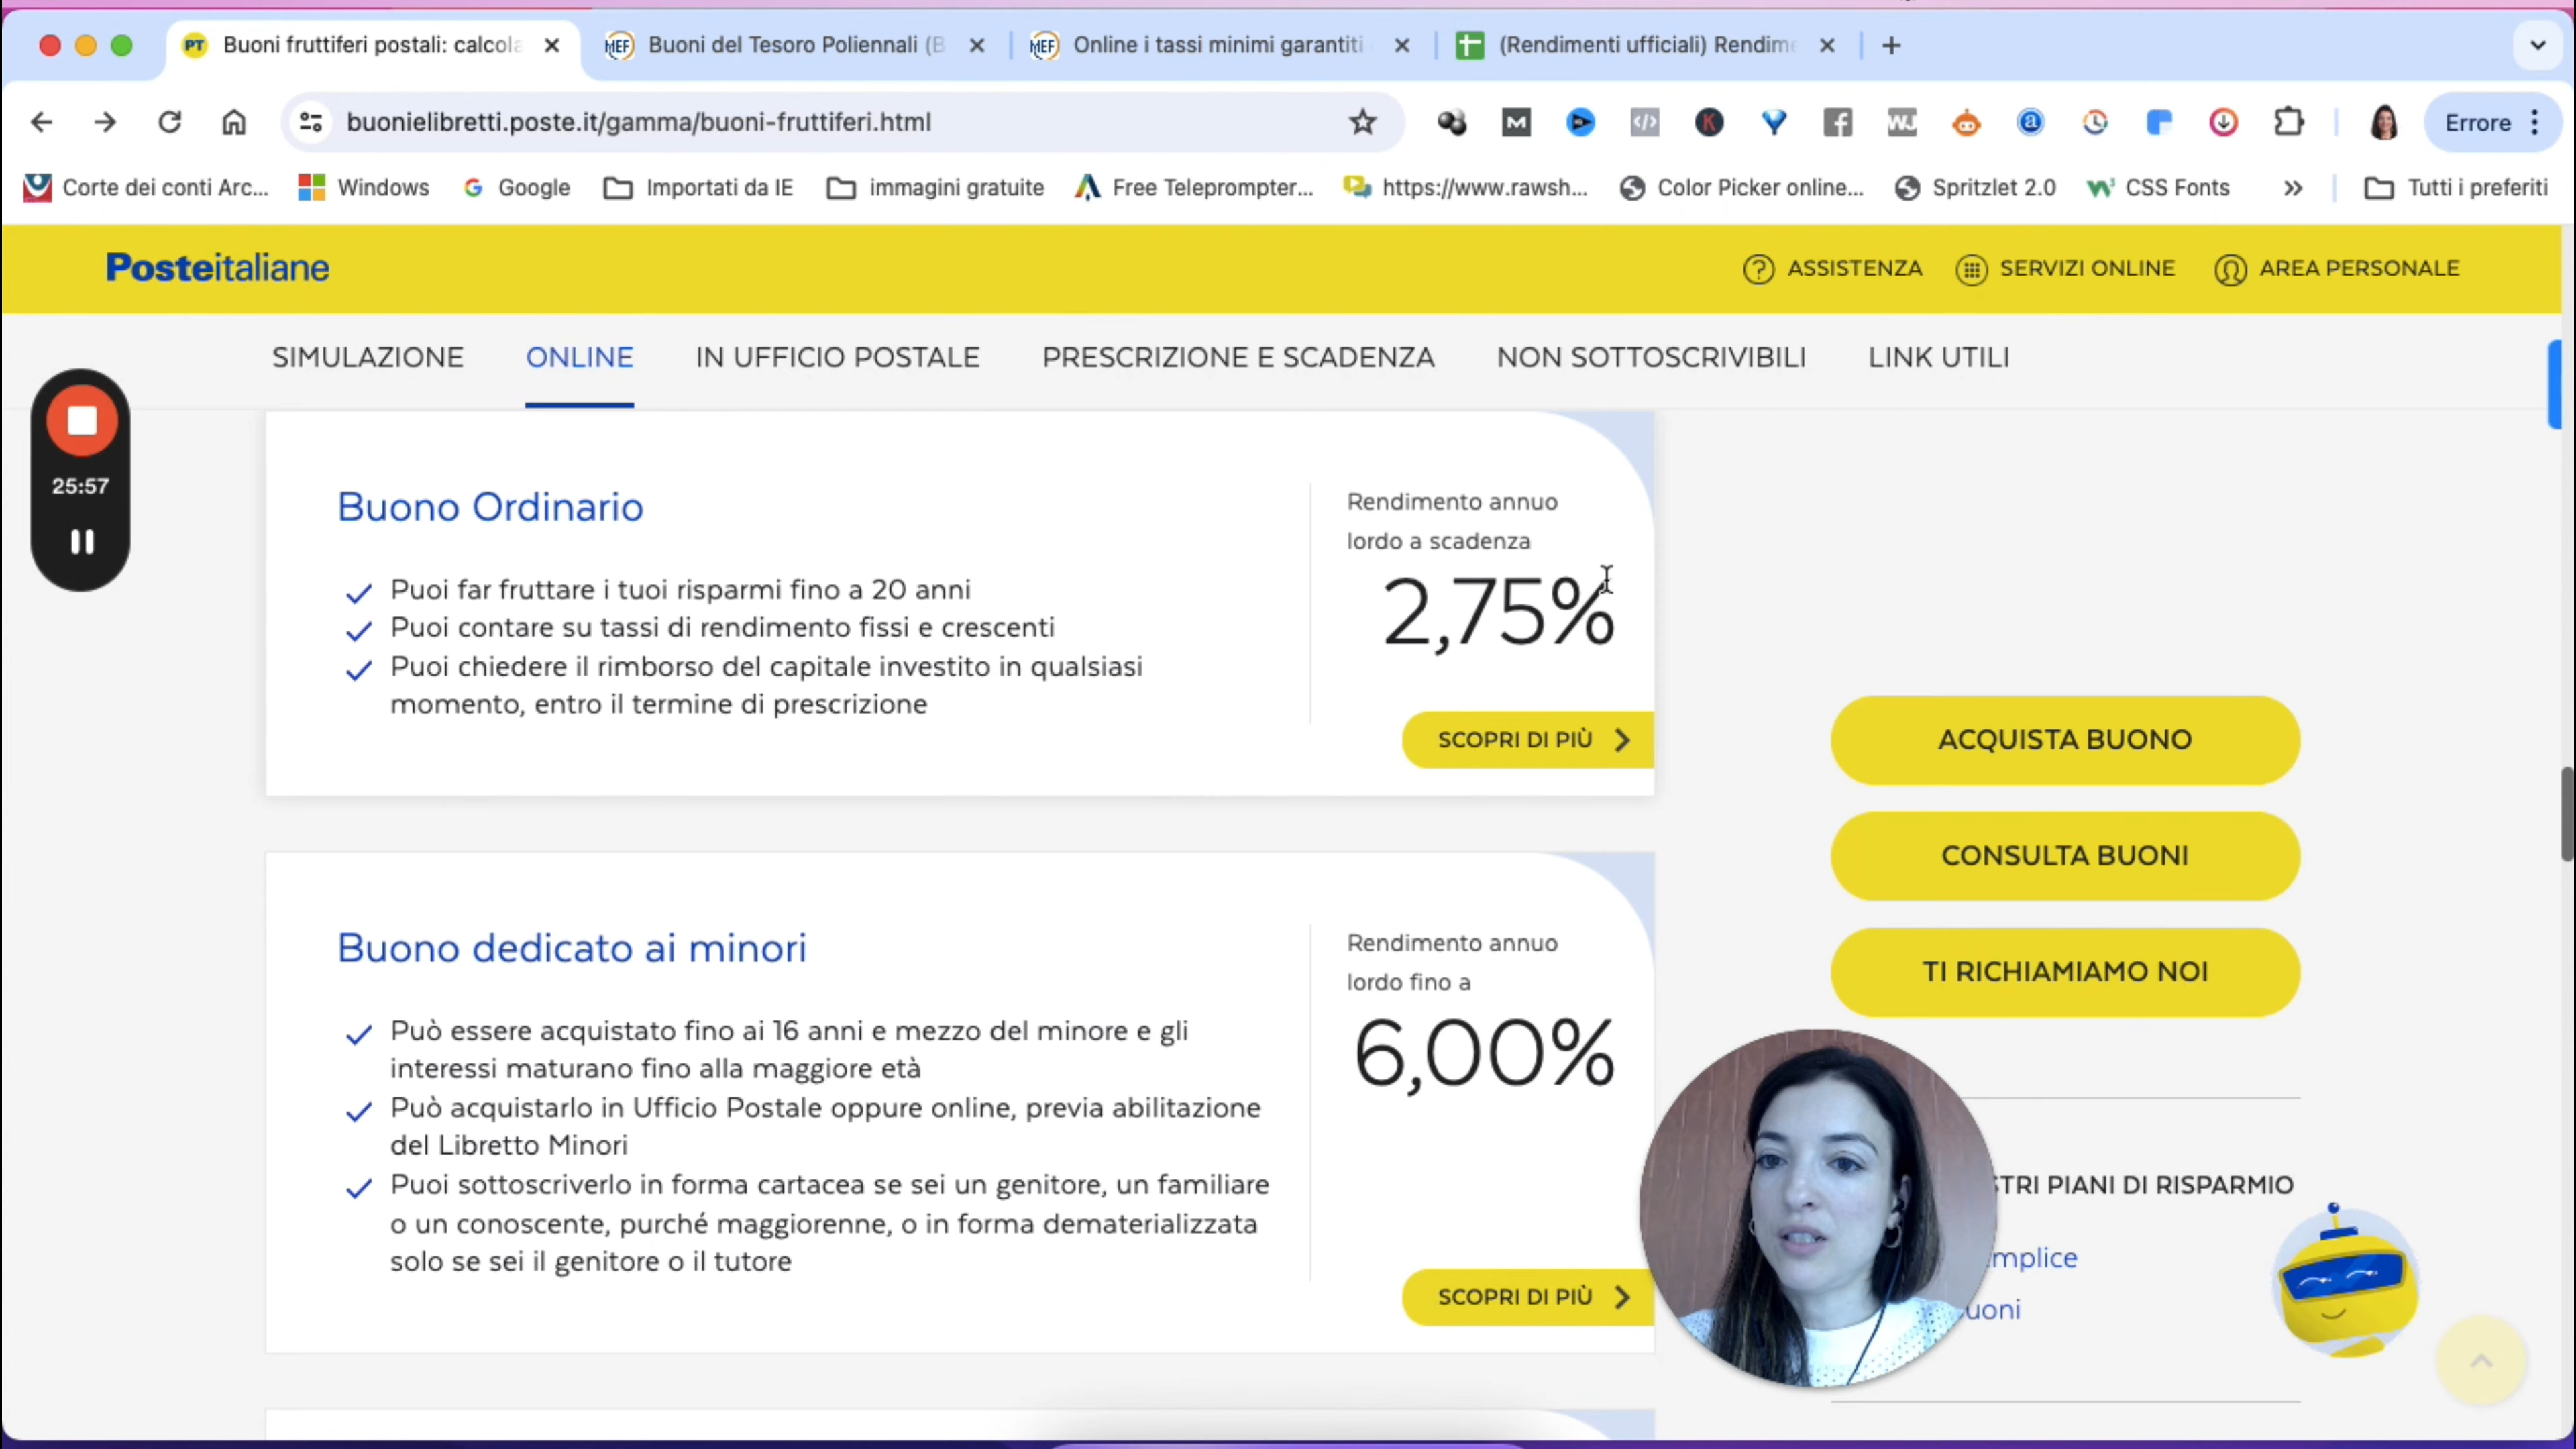 Buoni fruttiferi postali: calcola
Buoni del Tesoro Poliennali (B
Online i tassi minimi garantiti
(Rendimenti ufficiali) Rendime
buonielibretti.poste.it/gamma/buoni-fruttiferi.html
Errore
Corte dei conti Arc...
Windows
Google
Importati da IE
immagini gratuite
Free Teleprompter...
https://www.rawsh...
Color Picker online...
Spritzlet 2.0
CSS Fonts
Tutti i preferiti
Posteitaliane
ASSISTENZA
SERVIZI ONLINE
AREA PERSONALE
SIMULAZIONE
ONLINE
IN UFFICIO POSTALE
PRESCRIZIONE E SCADENZA
NON SOTTOSCRIVIBILI
LINK UTILI
25:57
Buono Ordinario
Puoi far fruttare i tuoi risparmi fino a 20 anni
Puoi contare su tassi di rendimento fissi e crescenti
Puoi chiedere il rimborso del capitale investito in qualsiasi
momento, entro il termine di prescrizione
Rendimento annuo
lordo a scadenza
2,75%
SCOPRI DI PIÙ
Buono dedicato ai minori
Può essere acquistato fino ai 16 anni e mezzo del minore e gli
interessi maturano fino alla maggiore età
Può acquistarlo in Ufficio Postale oppure online, previa abilitazione
del Libretto Minori
Puoi sottoscriverlo in forma cartacea se sei un genitore, un familiare
o un conoscente, purché maggiorenne, o in forma dematerializzata
solo se sei il genitore o il tutore
Rendimento annuo
lordo fino a
6,00%
SCOPRI DI PIÙ
ACQUISTA BUONO
CONSULTA BUONI
TI RICHIAMIAMO NOI
STRI PIANI DI RISPARMIO
mplice
uoni